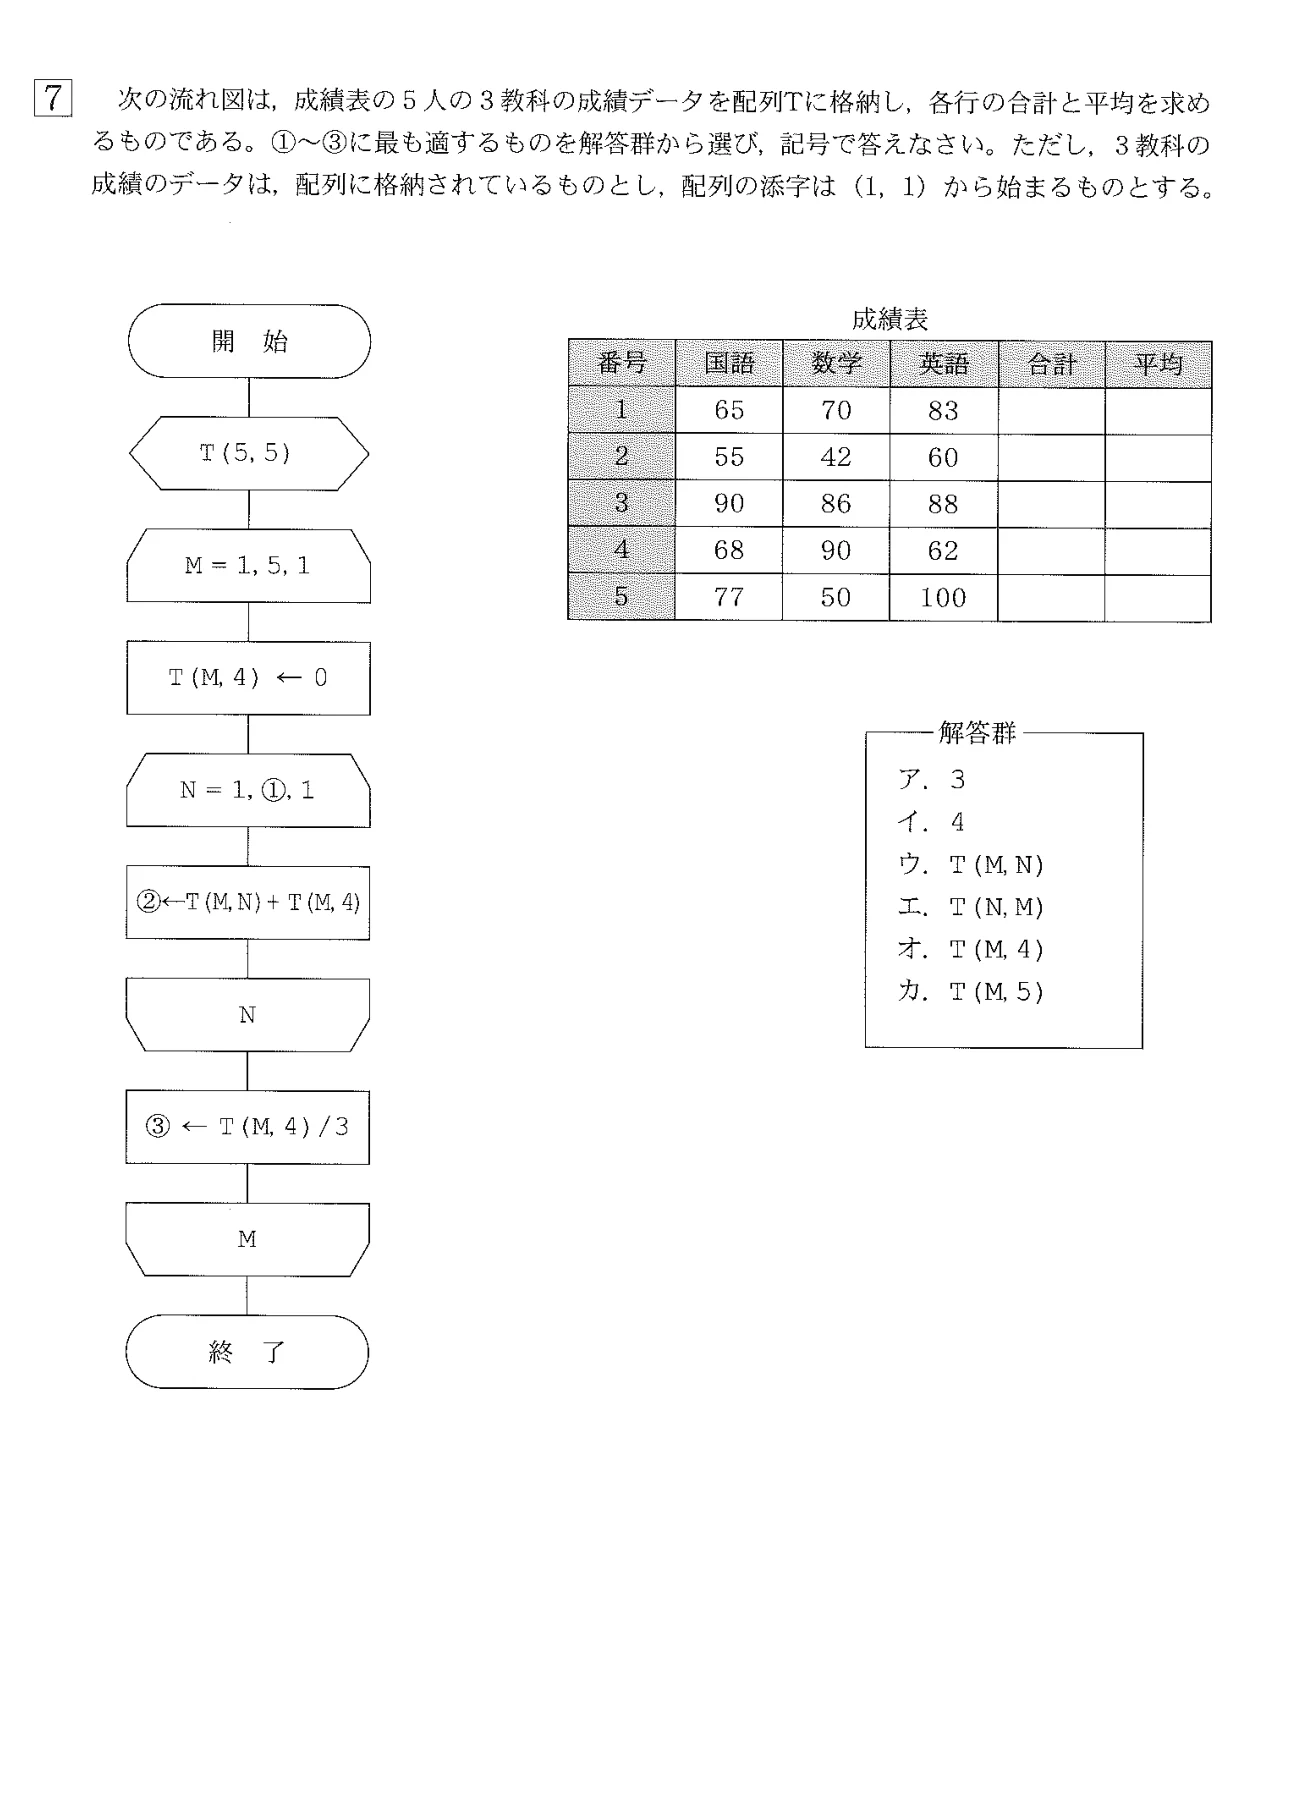 7 次の流れ図は，成績表の５人の３教科の成績データを配列Tに格納し，各行の合計と平均を求め
るものである。①～③に最も適するものを解答群から選び，記号で答えなさい。ただし，３教科の
成績のデータは，配列に格納されているものとし，配列の添字は（1，1）から始まるものとする。
開　始
T(5,5)
M = 1, 5, 1
T(M, 4) ← 0
N = 1, ①, 1
②←T(M,N) + T(M,4)
N
③ ← T(M, 4)/3
M
終　了
成績表
番号 国語 数学 英語 合計 平均
1 65 70 83
2 55 42 60
3 90 86 88
4 68 90 62
5 77 50 100
解答群
ア．3
イ．4
ウ．T(M, N)
エ．T(N, M)
オ．T(M, 4)
カ．T(M, 5)